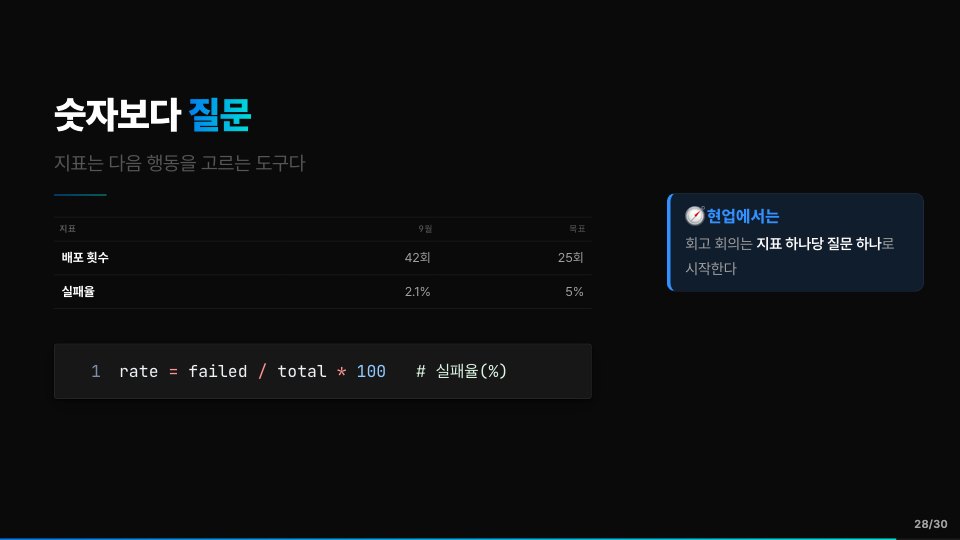 숫자보다 질문
지표는 다음 행동을 고르는 도구다
지표 9월 목표
배포 횟수 42회 25회
실패율 2.1% 5%
1 rate = failed / total * 100 # 실패율(%)
🧭현업에서는
회고 회의는 지표 하나당 질문 하나로
시작한다
28/30